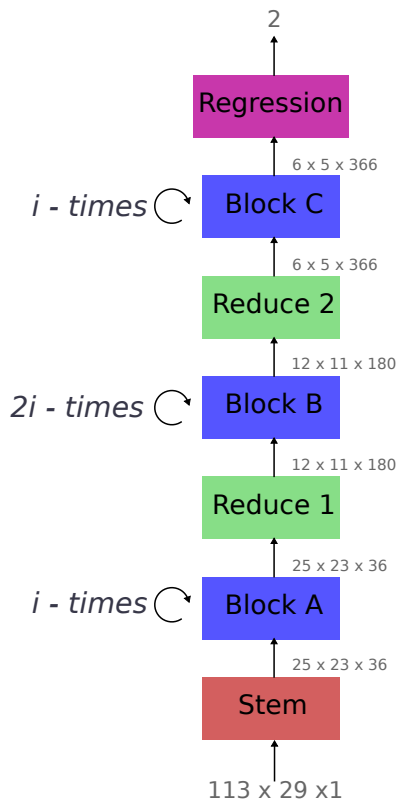 2
Regression
6 x 5 x 366
i - times
Block C
6 x 5 x 366
Reduce 2
12 x 11 x 180
2i - times
Block B
12 x 11 x 180
Reduce 1
25 x 23 x 36
i - times
Block A
25 x 23 x 36
Stem
113 x 29 x1